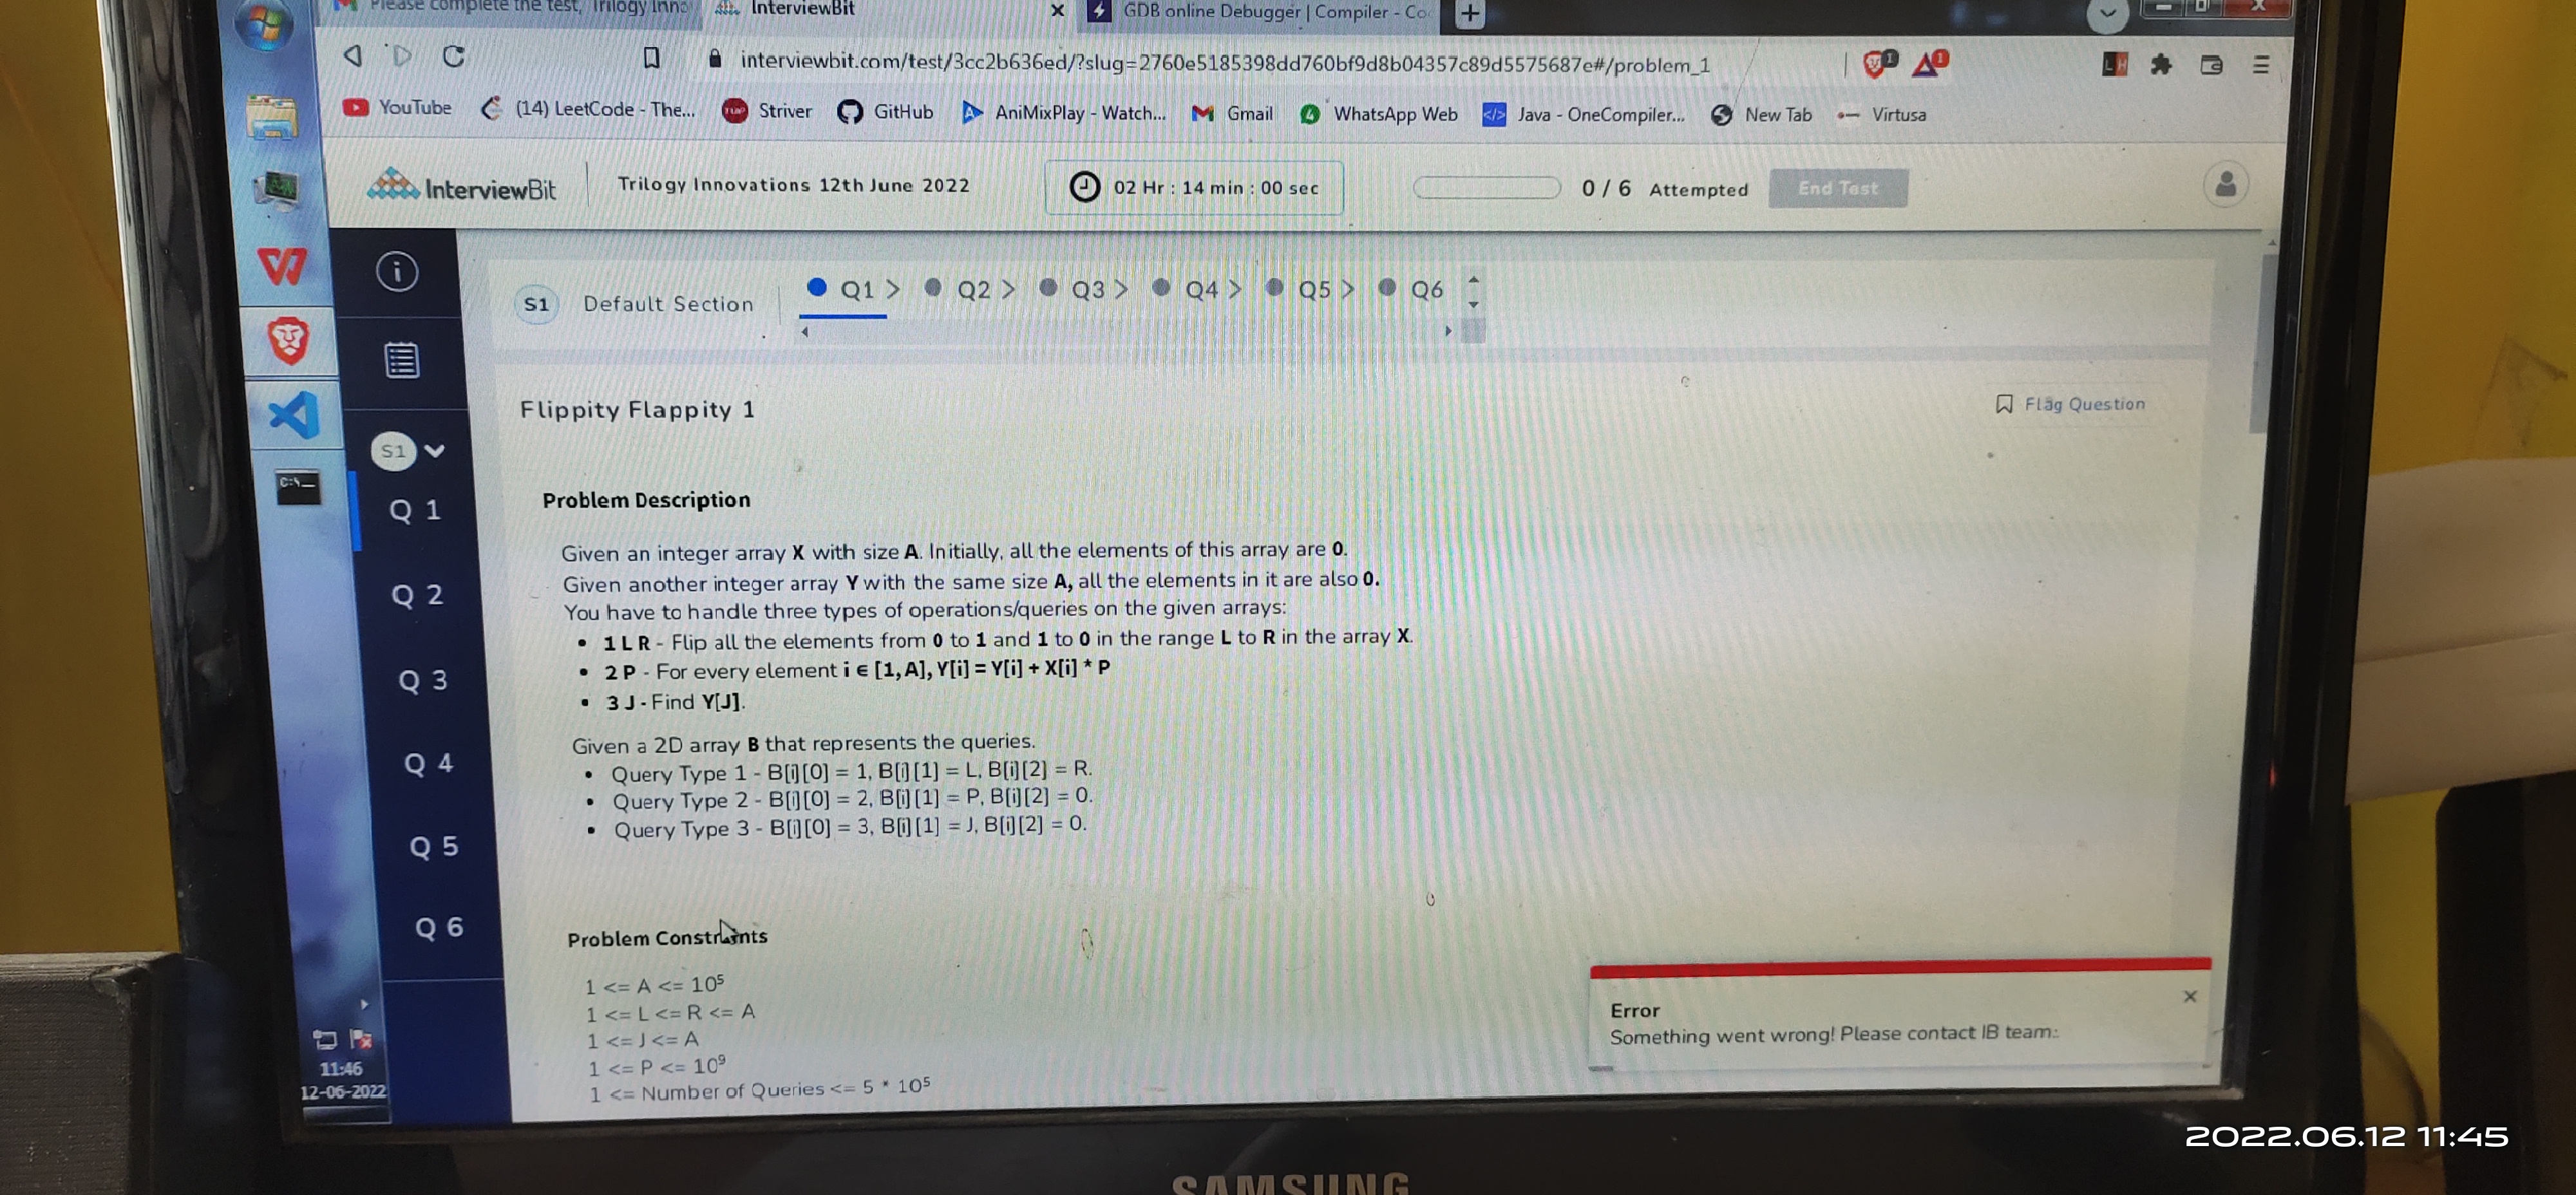 Please complete the test, Trilogy Inno
InterviewBit
GDB online Debugger | Compiler - Co
interviewbit.com/test/3cc2b636ed/?slug=2760e5185398dd760bf9d8b04357c89d5575687e#/problem_1
YouTube
(14) LeetCode - The...
Striver
GitHub
AniMixPlay - Watch...
Gmail
WhatsApp Web
Java - OneCompiler...
New Tab
Virtusa
InterviewBit
Trilogy Innovations 12th June 2022
02 Hr : 14 min : 00 sec
0 / 6 Attempted
End Test
S1 Default Section
Q1 > Q2 > Q3 > Q4 > Q5 > Q6
S1
Q 1
Q 2
Q 3
Q 4
Q 5
Q 6
Flippity Flappity 1
Flag Question
Problem Description
Given an integer array X with size A. Initially, all the elements of this array are 0.
Given another integer array Y with the same size A, all the elements in it are also 0.
You have to handle three types of operations/queries on the given arrays:
• 1 L R - Flip all the elements from 0 to 1 and 1 to 0 in the range L to R in the array X.
• 2 P - For every element i ∈ [1, A], Y[i] = Y[i] + X[i] * P
• 3 J - Find Y[J].
Given a 2D array B that represents the queries.
• Query Type 1 - B[i][0] = 1, B[i][1] = L, B[i][2] = R.
• Query Type 2 - B[i][0] = 2, B[i][1] = P, B[i][2] = 0.
• Query Type 3 - B[i][0] = 3, B[i][1] = J, B[i][2] = 0.
Problem Constraints
1 <= A <= 10⁵
1 <= L <= R <= A
1 <= J <= A
1 <= P <= 10⁹
1 <= Number of Queries <= 5 * 10⁵
Error
Something went wrong! Please contact IB team:
11:46
12-06-2022
2022.06.12 11:45
SAMSUNG